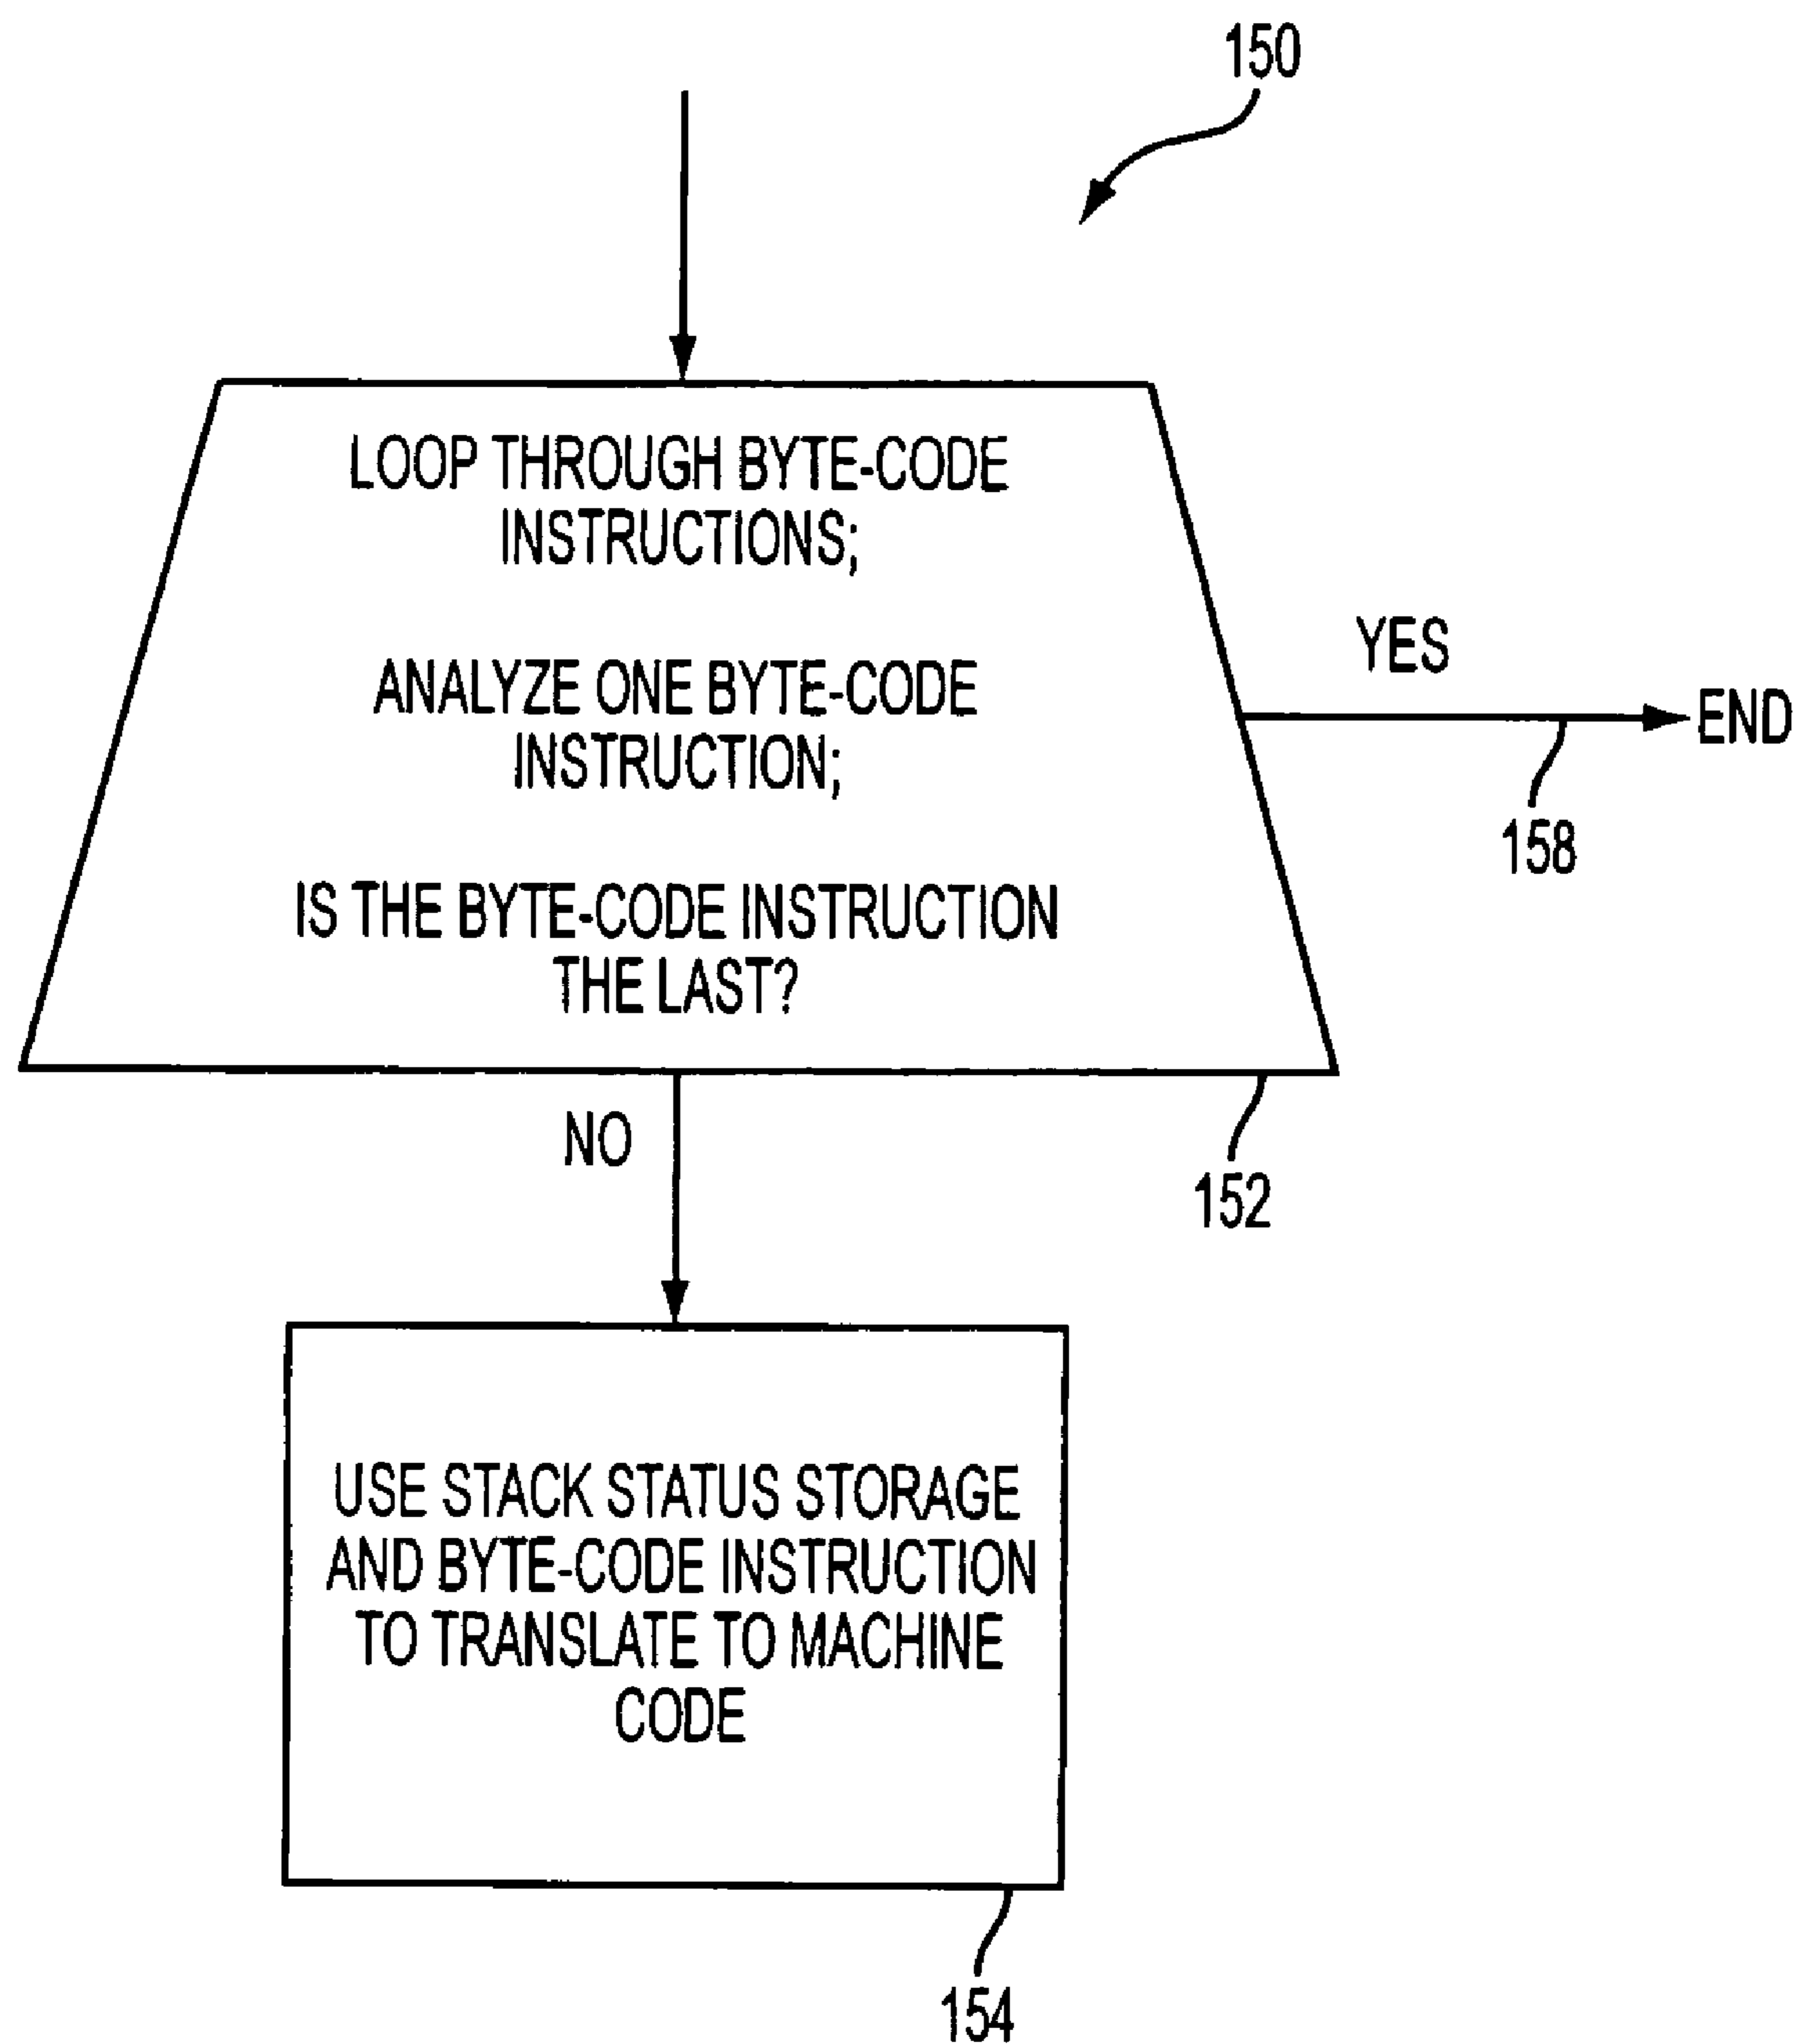 150
LOOP THROUGH BYTE-CODE
INSTRUCTIONS;
ANALYZE ONE BYTE-CODE
INSTRUCTION;
IS THE BYTE-CODE INSTRUCTION
THE LAST?
YES
END
158
NO
152
USE STACK STATUS STORAGE
AND BYTE-CODE INSTRUCTION
TO TRANSLATE TO MACHINE
CODE
154